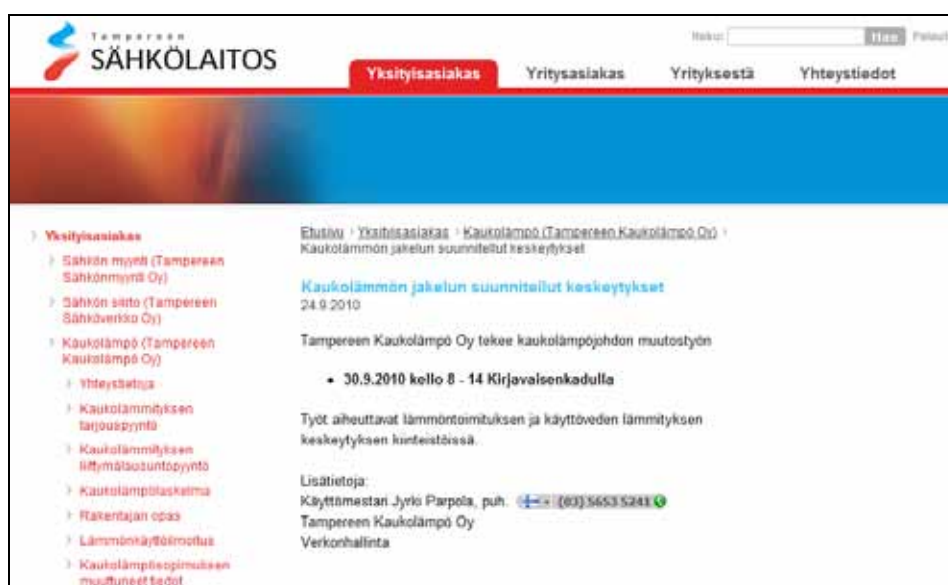 Tampereen
SÄHKÖLAITOS
Haku:
Hae
Yksityisasiakas
Yritysasiakas
Yrityksestä
Yhteystiedot
Yksityisasiakas
Sähkön myynti (Tampereen
Sähkönmyynti Oy)
Sähkön siirto (Tampereen
Sähköverkko Oy)
Kaukolämpö (Tampereen
Kaukolämpö Oy)
Yhteystietoja
Kaukolämmityksen
tarjouspyyntö
Kaukolämmityksen
liittymälausuntopyyntö
Kaukolämpölaskelma
Rakentajan opas
Lämmönkäyttöilmoitus
Kaukolämpösopimuksen
muuttuneet tiedot
Etusivu › Yksityisasiakas › Kaukolämpö (Tampereen Kaukolämpö Oy) ›
Kaukolämmön jakelun suunnitellut keskeytykset
Kaukolämmön jakelun suunnitellut keskeytykset
24.9.2010
Tampereen Kaukolämpö Oy tekee kaukolämpöjohdon muutostyön
• 30.9.2010 kello 8 - 14 Kirjavaisenkadulla
Työt aiheuttavat lämmöntoimituksen ja käyttöveden lämmityksen
keskeytyksen kiinteistöissä.
Lisätietoja:
Käyttömestari Jyrki Parpola, puh. (03) 5653 5241
Tampereen Kaukolämpö Oy
Verkonhallinta